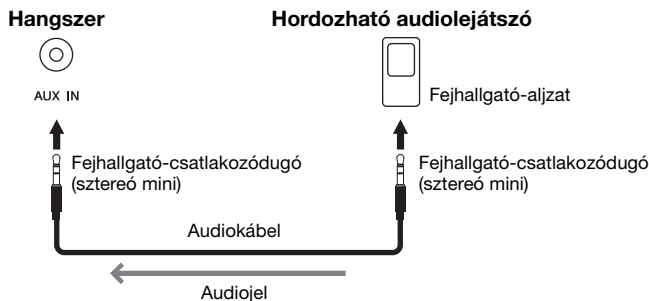 Hangszer
Hordozható audiolejátszó
AUX IN
Fejhallgató-aljzat
Fejhallgató-csatlakozódugó
(sztereó mini)
Fejhallgató-csatlakozódugó
(sztereó mini)
Audiokábel
Audiojel